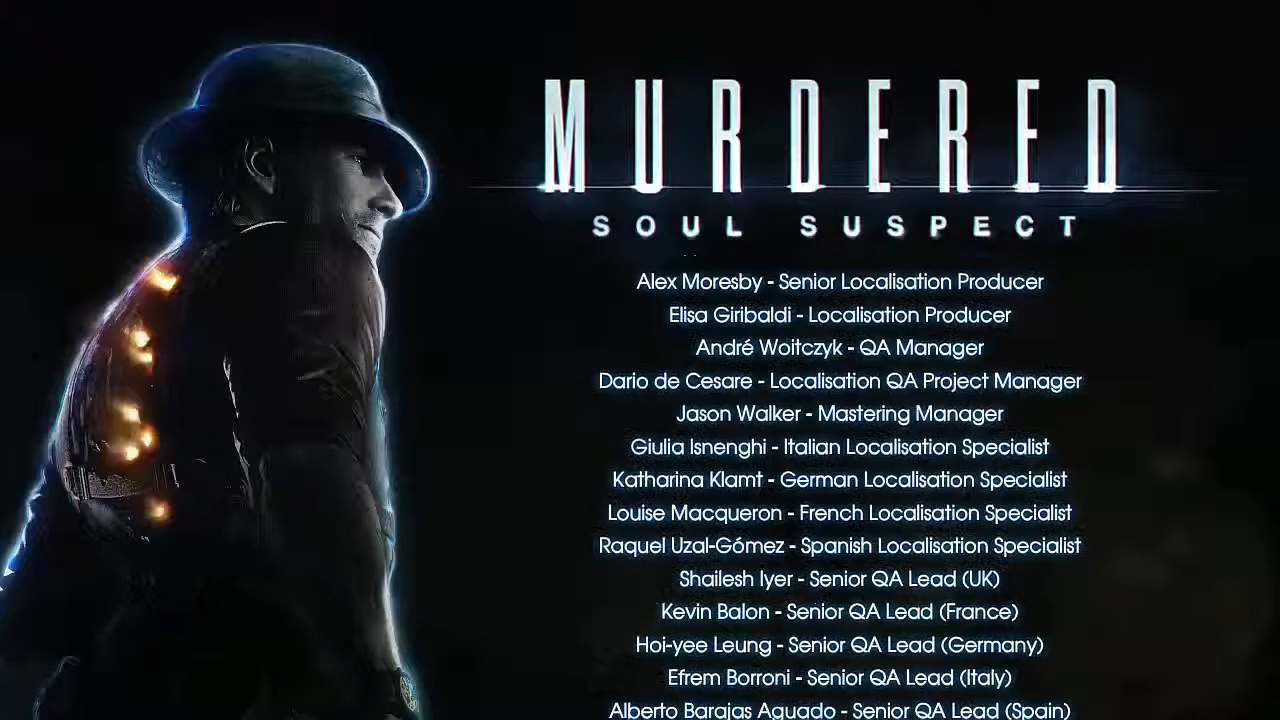 MURDERED
SOUL SUSPECT
Alex Moresby - Senior Localisation Producer
Elisa Giribaldi - Localisation Producer
André Woitczyk - QA Manager
Dario de Cesare - Localisation QA Project Manager
Jason Walker - Mastering Manager
Giulia Isnenghi - Italian Localisation Specialist
Katharina Klamt - German Localisation Specialist
Louise Macqueron - French Localisation Specialist
Raquel Uzal-Gómez - Spanish Localisation Specialist
Shailesh Iyer - Senior QA Lead (UK)
Kevin Balon - Senior QA Lead (France)
Hoi-yee Leung - Senior QA Lead (Germany)
Efrem Borroni - Senior QA Lead (Italy)
Alberto Barajas Aguado - Senior QA Lead (Spain)